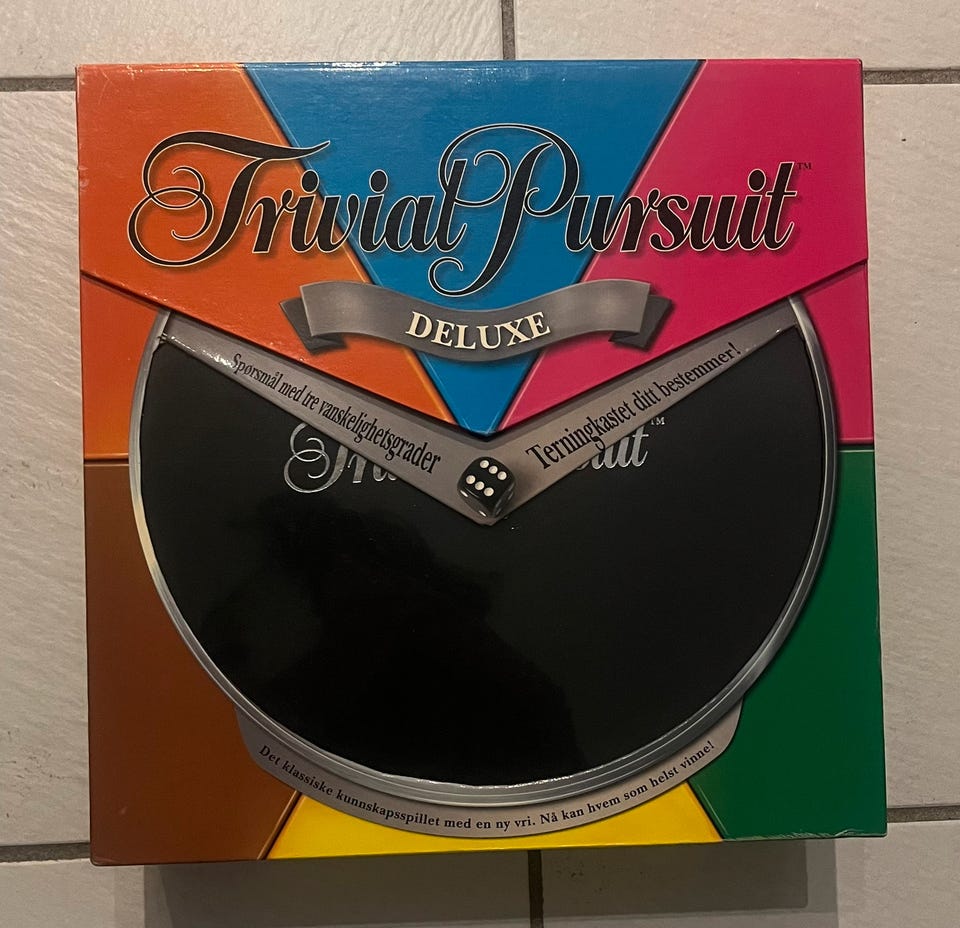 Trivial Pursuit™
DELUXE
Spørsmål med tre vanskelighetsgrader
Terningkastet ditt bestemmer!
Det klassiske kunnskapsspillet med en ny vri. Nå kan hvem som helst vinne!